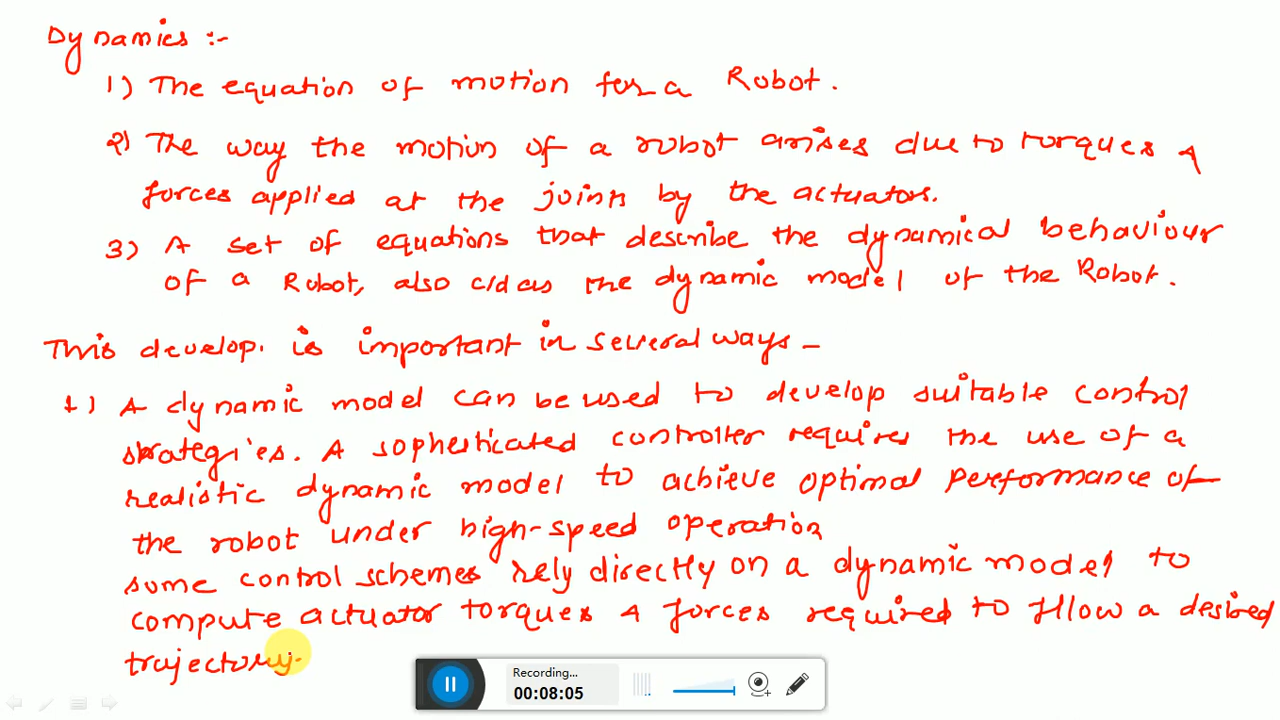 Dynamics :-
1) The equation of motion for a Robot.
2) The way the motion of a robot arises due to torques &
forces applied at the joints by the actuators.
3) A set of equations that describe the dynamical behaviour
of a Robot, also c/d as the dynamic model of the Robot.
This develop. is important in several ways -
1) A dynamic model can be used to develop suitable control
strategies. A sophesticated controller requires the use of a
realistic dynamic model to achieve optimal performance of
the robot under high-speed operation
some control schemes rely directly on a dynamic model to
compute actuator torques & forces required to fllow a desired
trajectory.
Recording...
00:08:05